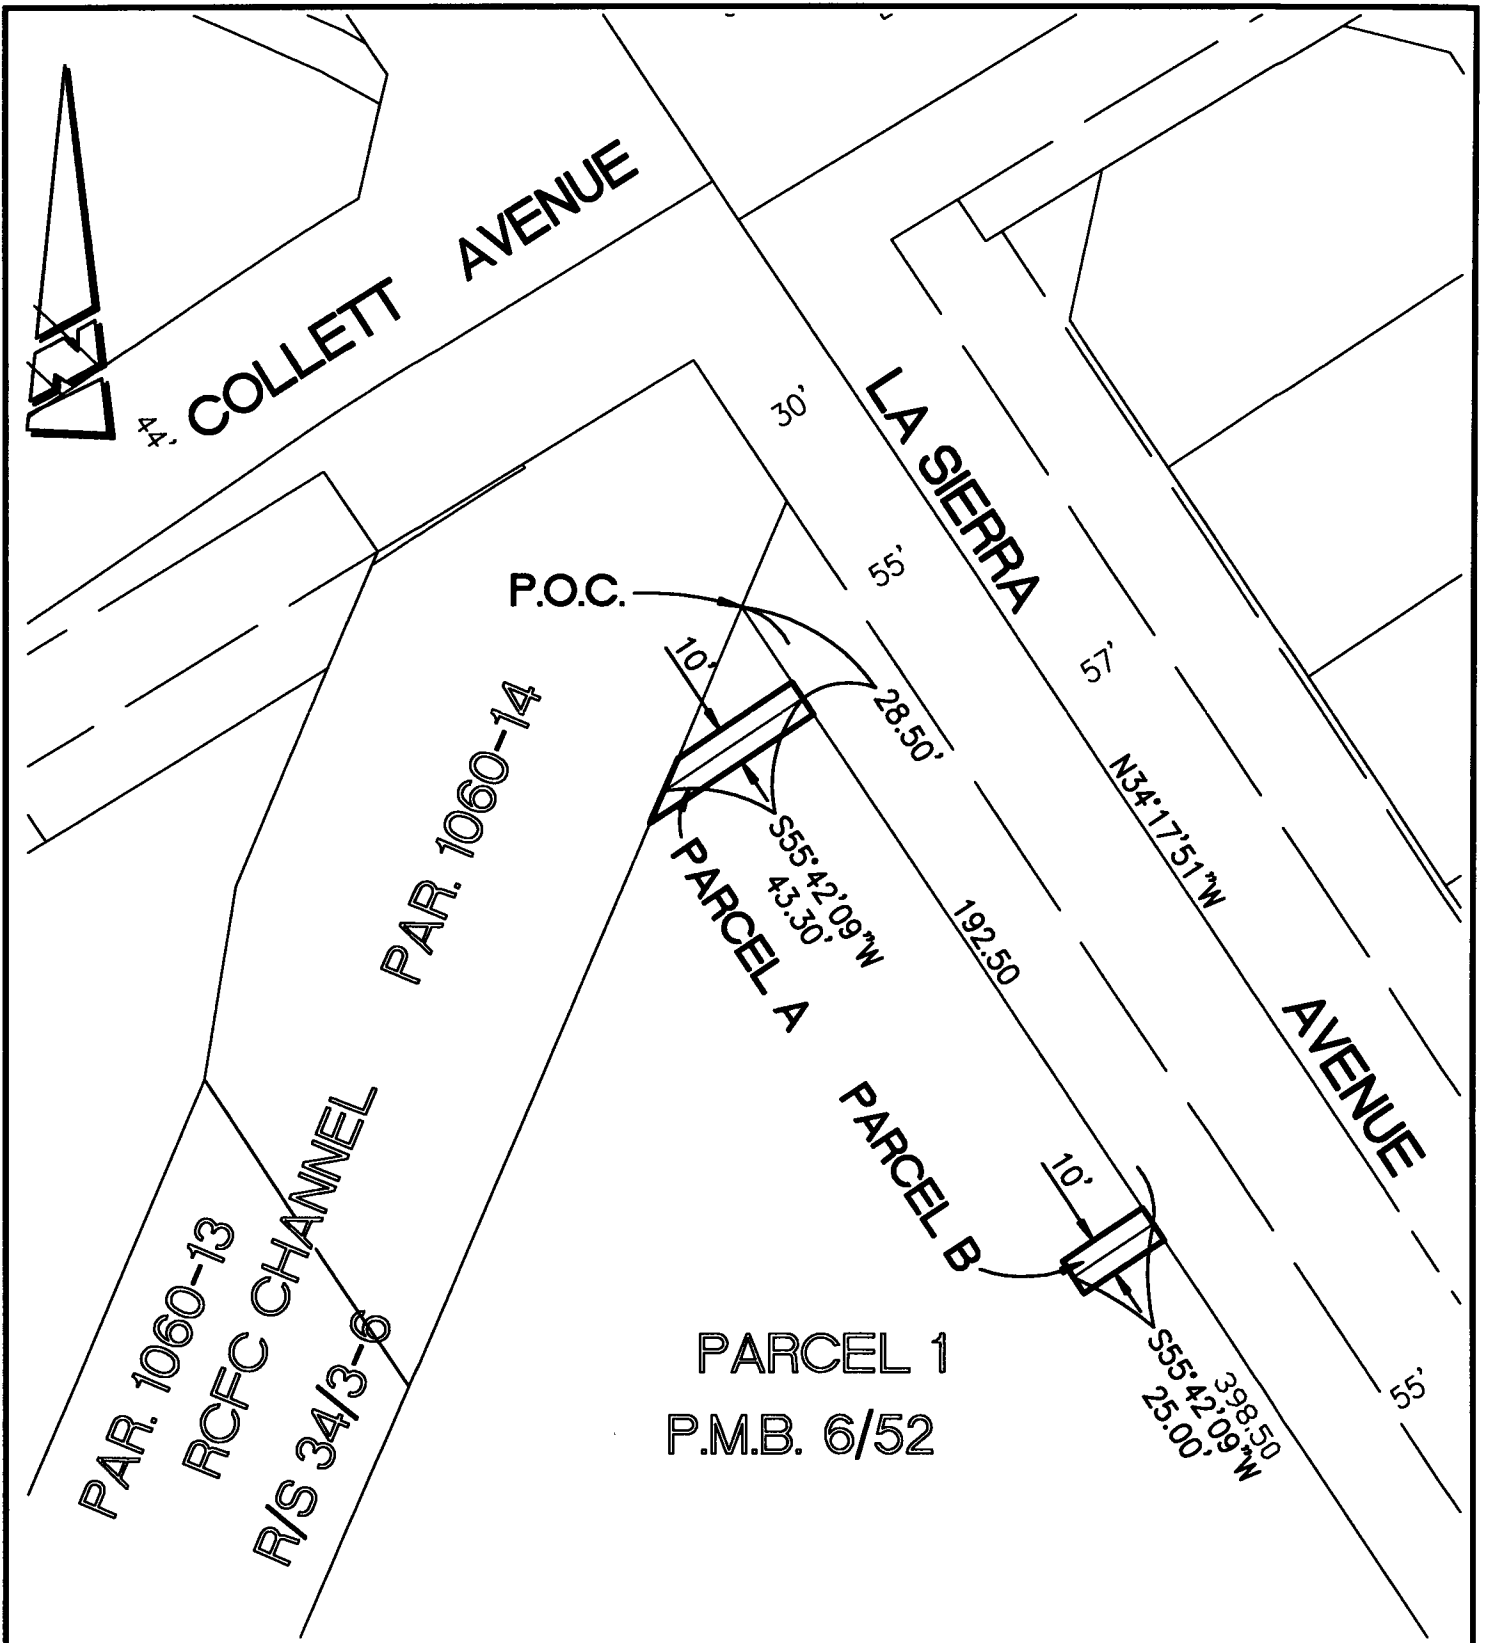 COLLETT AVENUE
44'
30'
LA SIERRA
55'
P.O.C.
57'
10'
28.50'
PAR. 1060-14
N34°17'51"W
S55°42'09"W
43.30'
PARCEL A
192.50
AVENUE
PARCEL B
10'
PAR. 1060-13
RCFC CHANNEL
R/S 34/3-6
PARCEL 1
P.M.B. 6/52
398.50
S55°42'09"W
25.00'
55'